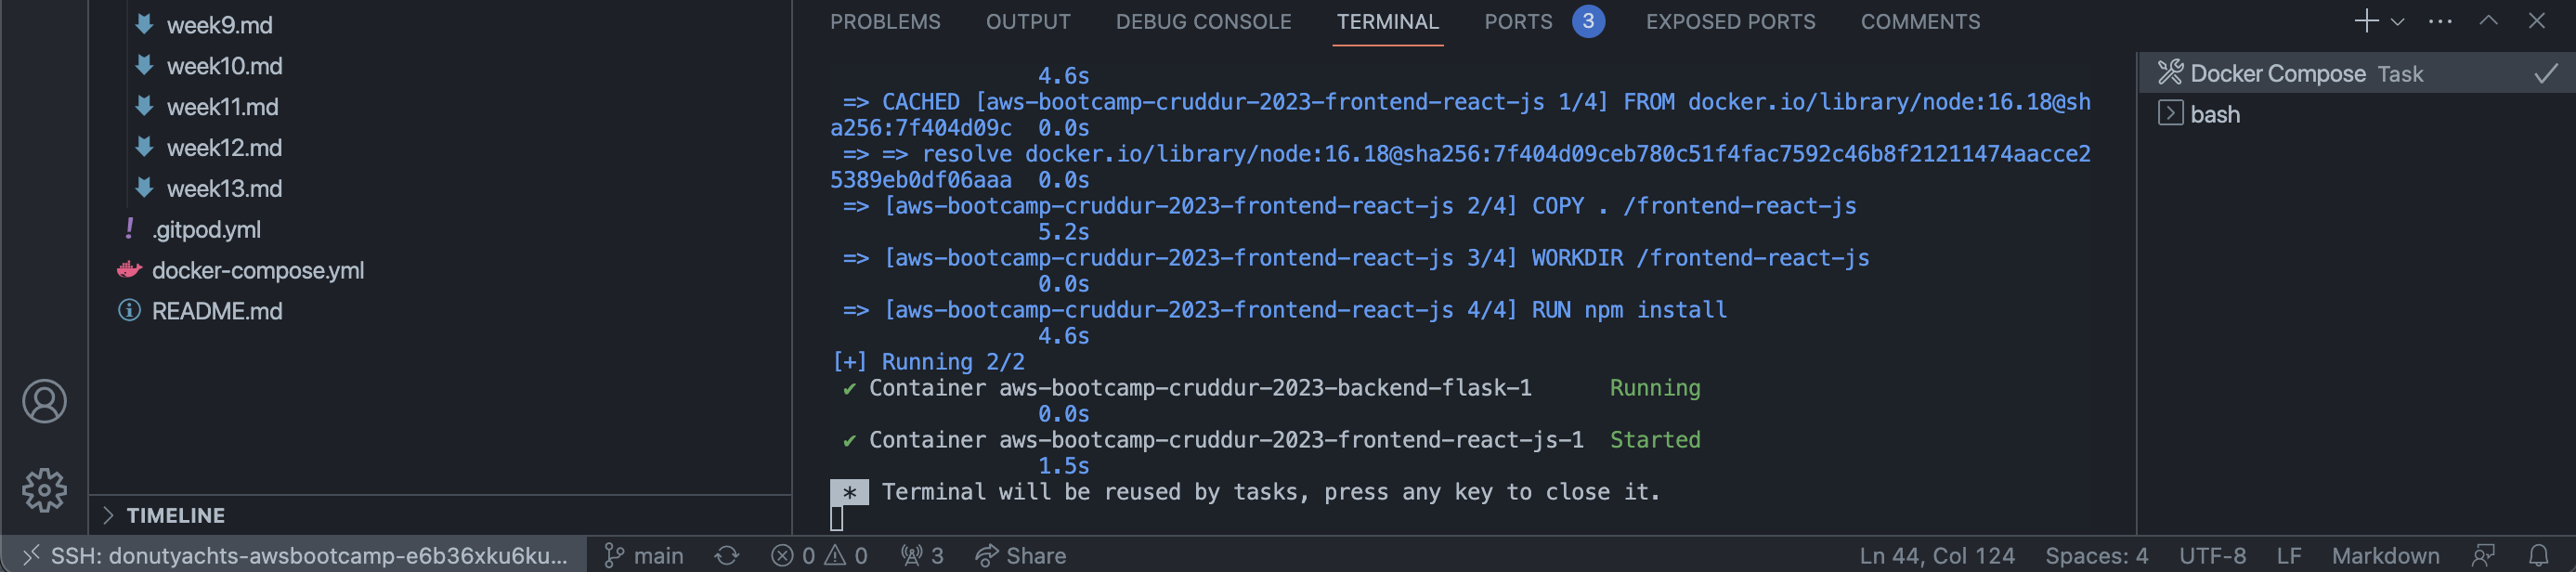 week9.md
week10.md
week11.md
week12.md
week13.md
.gitpod.yml
docker-compose.yml
README.md
TIMELINE
PROBLEMS OUTPUT DEBUG CONSOLE TERMINAL PORTS 3 EXPOSED PORTS COMMENTS
4.6s
=> CACHED [aws-bootcamp-cruddur-2023-frontend-react-js 1/4] FROM docker.io/library/node:16.18@sh
a256:7f404d09c 0.0s
=> => resolve docker.io/library/node:16.18@sha256:7f404d09ceb780c51f4fac7592c46b8f21211474aacce2
5389eb0df06aaa 0.0s
=> [aws-bootcamp-cruddur-2023-frontend-react-js 2/4] COPY . /frontend-react-js
5.2s
=> [aws-bootcamp-cruddur-2023-frontend-react-js 3/4] WORKDIR /frontend-react-js
0.0s
=> [aws-bootcamp-cruddur-2023-frontend-react-js 4/4] RUN npm install
4.6s
[+] Running 2/2
✔ Container aws-bootcamp-cruddur-2023-backend-flask-1 Running
0.0s
✔ Container aws-bootcamp-cruddur-2023-frontend-react-js-1 Started
1.5s
* Terminal will be reused by tasks, press any key to close it.
Docker Compose Task
bash
SSH: donutyachts-awsbootcamp-e6b36xku6ku... main 0 0 3 Share Ln 44, Col 124 Spaces: 4 UTF-8 LF Markdown